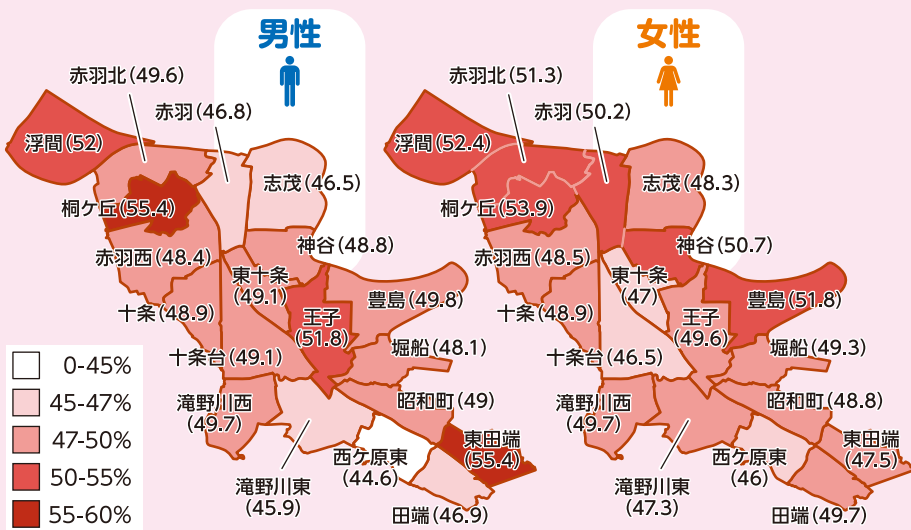 男性
赤羽北(49.6)
赤羽(46.8)
浮間(52)
志茂(46.5)
桐ケ丘(55.4)
神谷(48.8)
赤羽西(48.4)
東十条
(49.1)
豊島(49.8)
十条(48.9)
王子
(51.8)
十条台(49.1)
堀船(48.1)
滝野川西
(49.7)
昭和町(49)
東田端
(55.4)
西ケ原東
(44.6)
滝野川東
(45.9)
田端(46.9)
女性
赤羽北(51.3)
赤羽(50.2)
浮間(52.4)
志茂(48.3)
桐ケ丘(53.9)
神谷(50.7)
赤羽西(48.5)
東十条
(47)
豊島(51.8)
十条(48.9)
王子
(49.6)
十条台(46.5)
堀船(49.3)
滝野川西
(49.7)
昭和町(48.8)
東田端
(47.5)
西ケ原東
(46)
滝野川東
(47.3)
田端(49.7)
0-45%
45-47%
47-50%
50-55%
55-60%